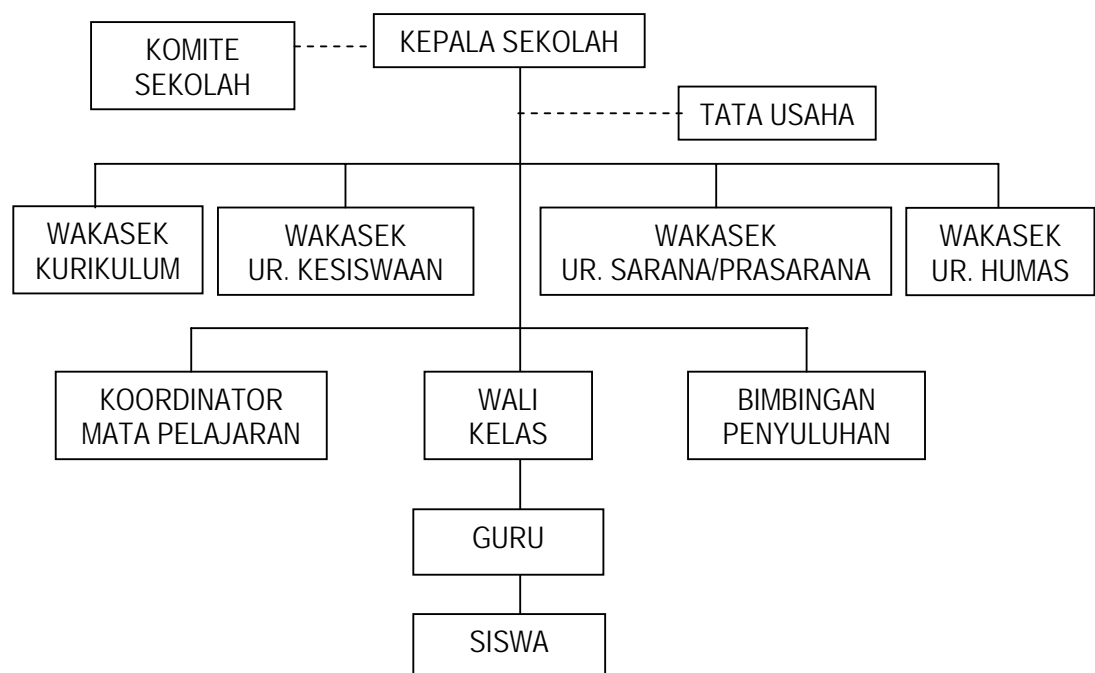 KOMITE
SEKOLAH
KEPALA SEKOLAH
TATA USAHA
WAKASEK
KURIKULUM
WAKASEK
UR. KESISWAAN
WAKASEK
UR. SARANA/PRASARANA
WAKASEK
UR. HUMAS
KOORDINATOR
MATA PELAJARAN
WALI
KELAS
BIMBINGAN
PENYULUHAN
GURU
SISWA